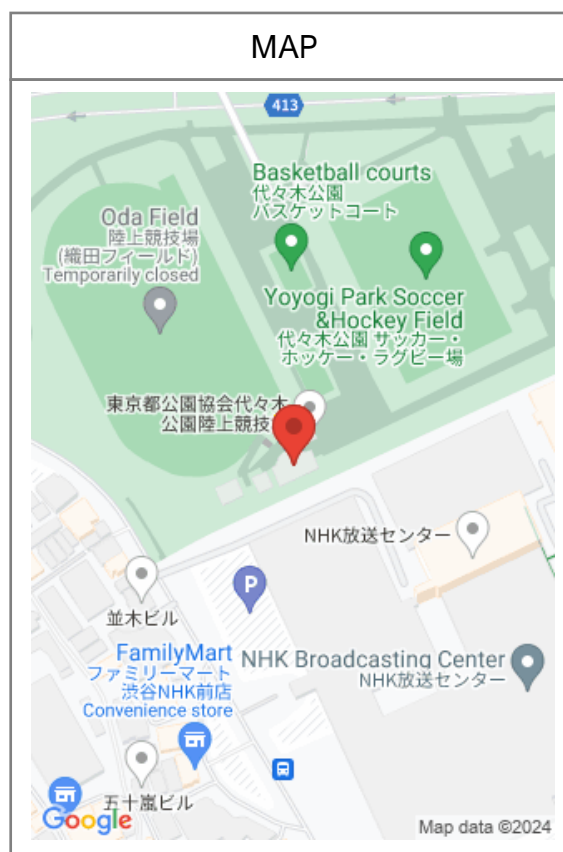 MAP
413
Basketball courts
代々木公園
バスケットコート
Oda Field
陸上競技場
(織田フィールド)
Temporarily closed
Yoyogi Park Soccer
&Hockey Field
代々木公園 サッカー・
ホッケー・ラグビー場
東京都公園協会代々木
公園陸上競技
NHK放送センター
P
並木ビル
FamilyMart
ファミリーマート
渋谷NHK前店
Convenience store
NHK Broadcasting Center
NHK放送センター
五十嵐ビル
Google
Map data ©2024